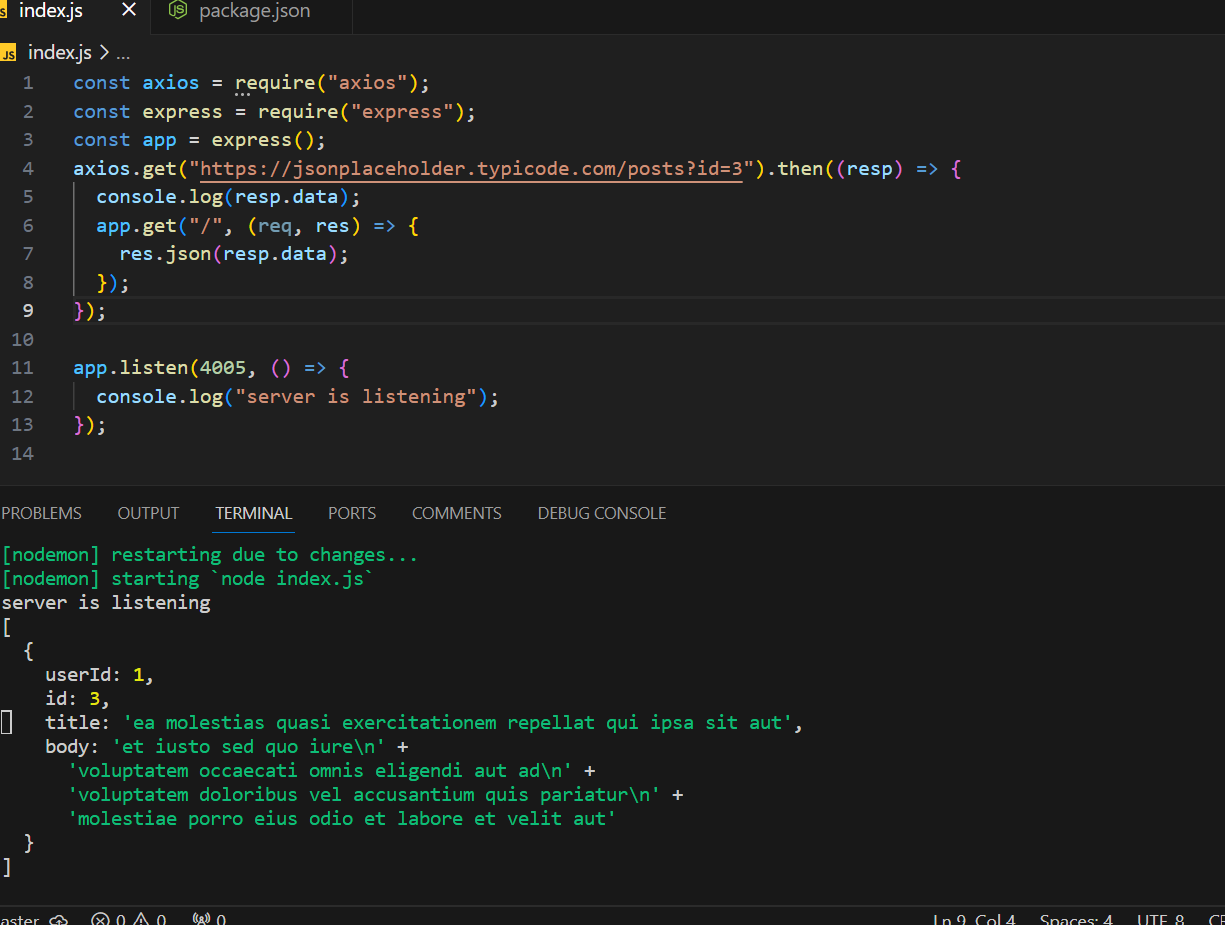 index.js × package.json
JS index.js > ...
1 const axios = require("axios");
2 const express = require("express");
3 const app = express();
4 axios.get("https://jsonplaceholder.typicode.com/posts?id=3").then((resp) => {
5   console.log(resp.data);
6   app.get("/", (req, res) => {
7     res.json(resp.data);
8   });
9 });
10
11 app.listen(4005, () => {
12   console.log("server is listening");
13 });
14
PROBLEMS OUTPUT TERMINAL PORTS COMMENTS DEBUG CONSOLE
[nodemon] restarting due to changes...
[nodemon] starting `node index.js`
server is listening
[
  {
    userId: 1,
    id: 3,
    title: 'ea molestias quasi exercitationem repellat qui ipsa sit aut',
    body: 'et iusto sed quo iure\n' +
      'voluptatem occaecati omnis eligendi aut ad\n' +
      'voluptatem doloribus vel accusantium quis pariatur\n' +
      'molestiae porro eius odio et labore et velit aut'
  }
]
aster 0 0 0 Ln 9, Col 4 Spaces: 4 UTF-8